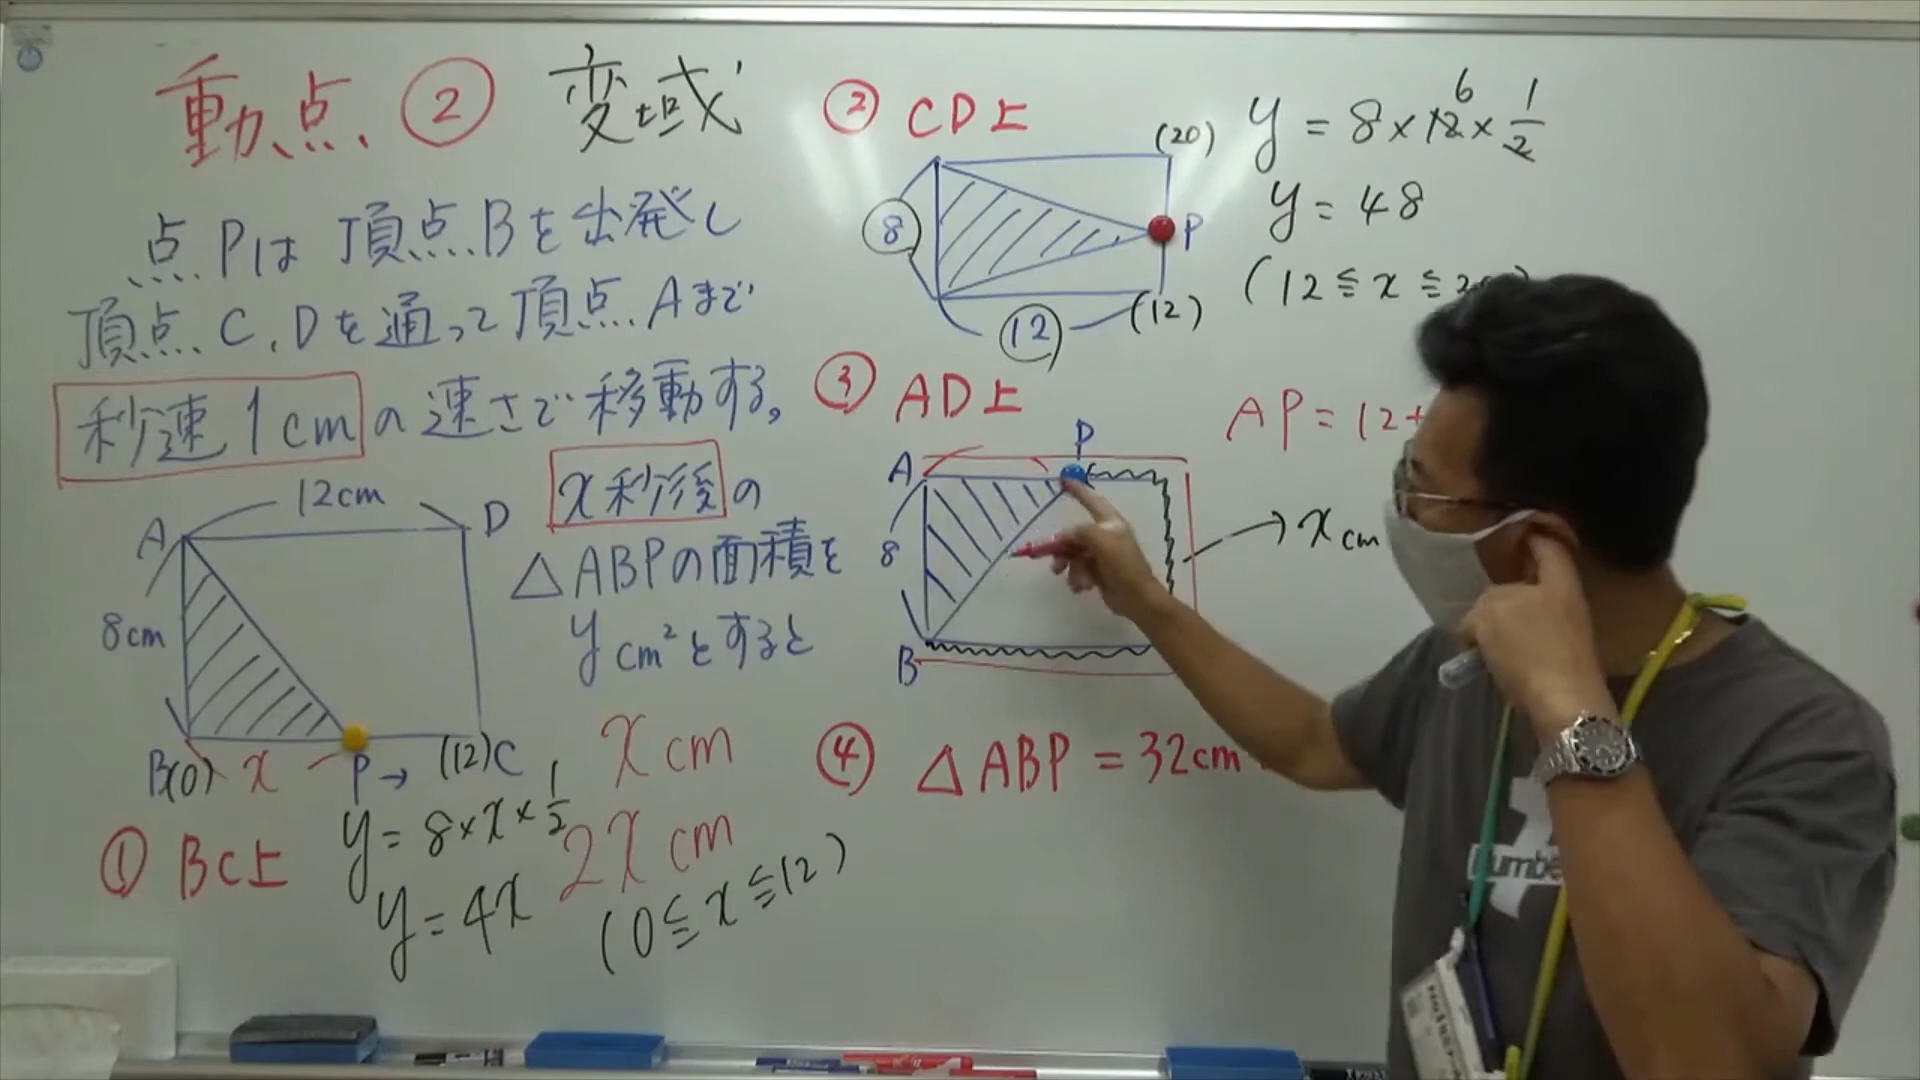 動点 ② 変域
点Pは頂点Bを出発し
頂点C,Dを通って頂点Aまで
秒速1cmの速さで移動する。
x秒後の
△ABPの面積を
y cm²とすると
12cm
A
D
8cm
B(0)
x
P→
(12)C
x cm
2x cm
① BC上
y = 8 × x × 1/2
y = 4x
(0 ≦ x ≦ 12)
② CD上
(20)
8
P
12
(12)
y = 8 × 12 × 1/2
6
y = 48
(12 ≦ x ≦
③ AD上
AP = 12+
P
A
8
B
→ x cm
④ △ABP = 32cm